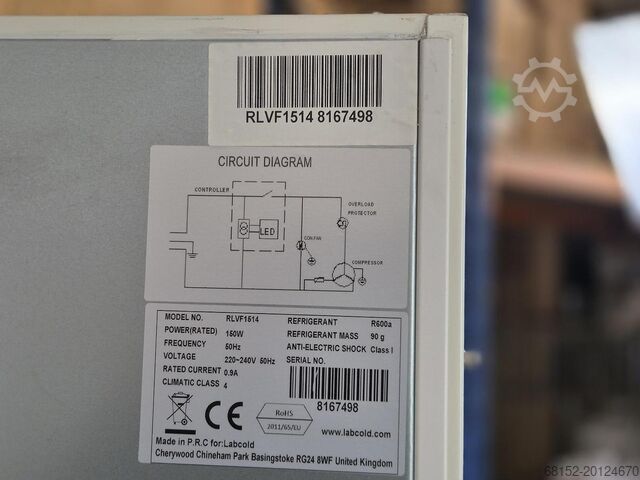 RLVF1514 8167498
CIRCUIT DIAGRAM
CONTROLLER
OVERLOAD
PROTECTOR
LED
CON.FAN
COMPRESSOR
MODEL NO. RLVF1514
POWER(RATED) 150W
FREQUENCY 50Hz
VOLTAGE 220~240V 50Hz
RATED CURRENT 0.9A
CLIMATIC CLASS 4
REFRIGERANT R600a
REFRIGERANT MASS 90 g
ANTI-ELECTRIC SHOCK Class I
SERIAL NO.
8167498
CE
RoHS
2011/65/EU
www.labcold.com
Made in P.R.C for:Labcold
Cherywood Chineham Park Basingstoke RG24 8WF United Kingdom
68152-20124670